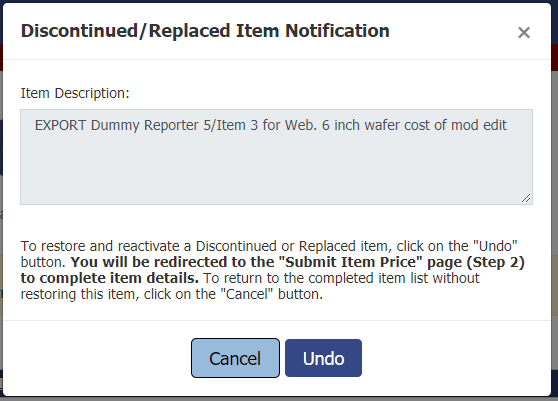 Discontinued/Replaced Item Notification
×
Item Description:
EXPORT Dummy Reporter 5/Item 3 for Web. 6 inch wafer cost of mod edit
To restore and reactivate a Discontinued or Replaced item, click on the "Undo"
button. You will be redirected to the "Submit Item Price" page (Step 2)
to complete item details. To return to the completed item list without
restoring this item, click on the "Cancel" button.
Cancel Undo